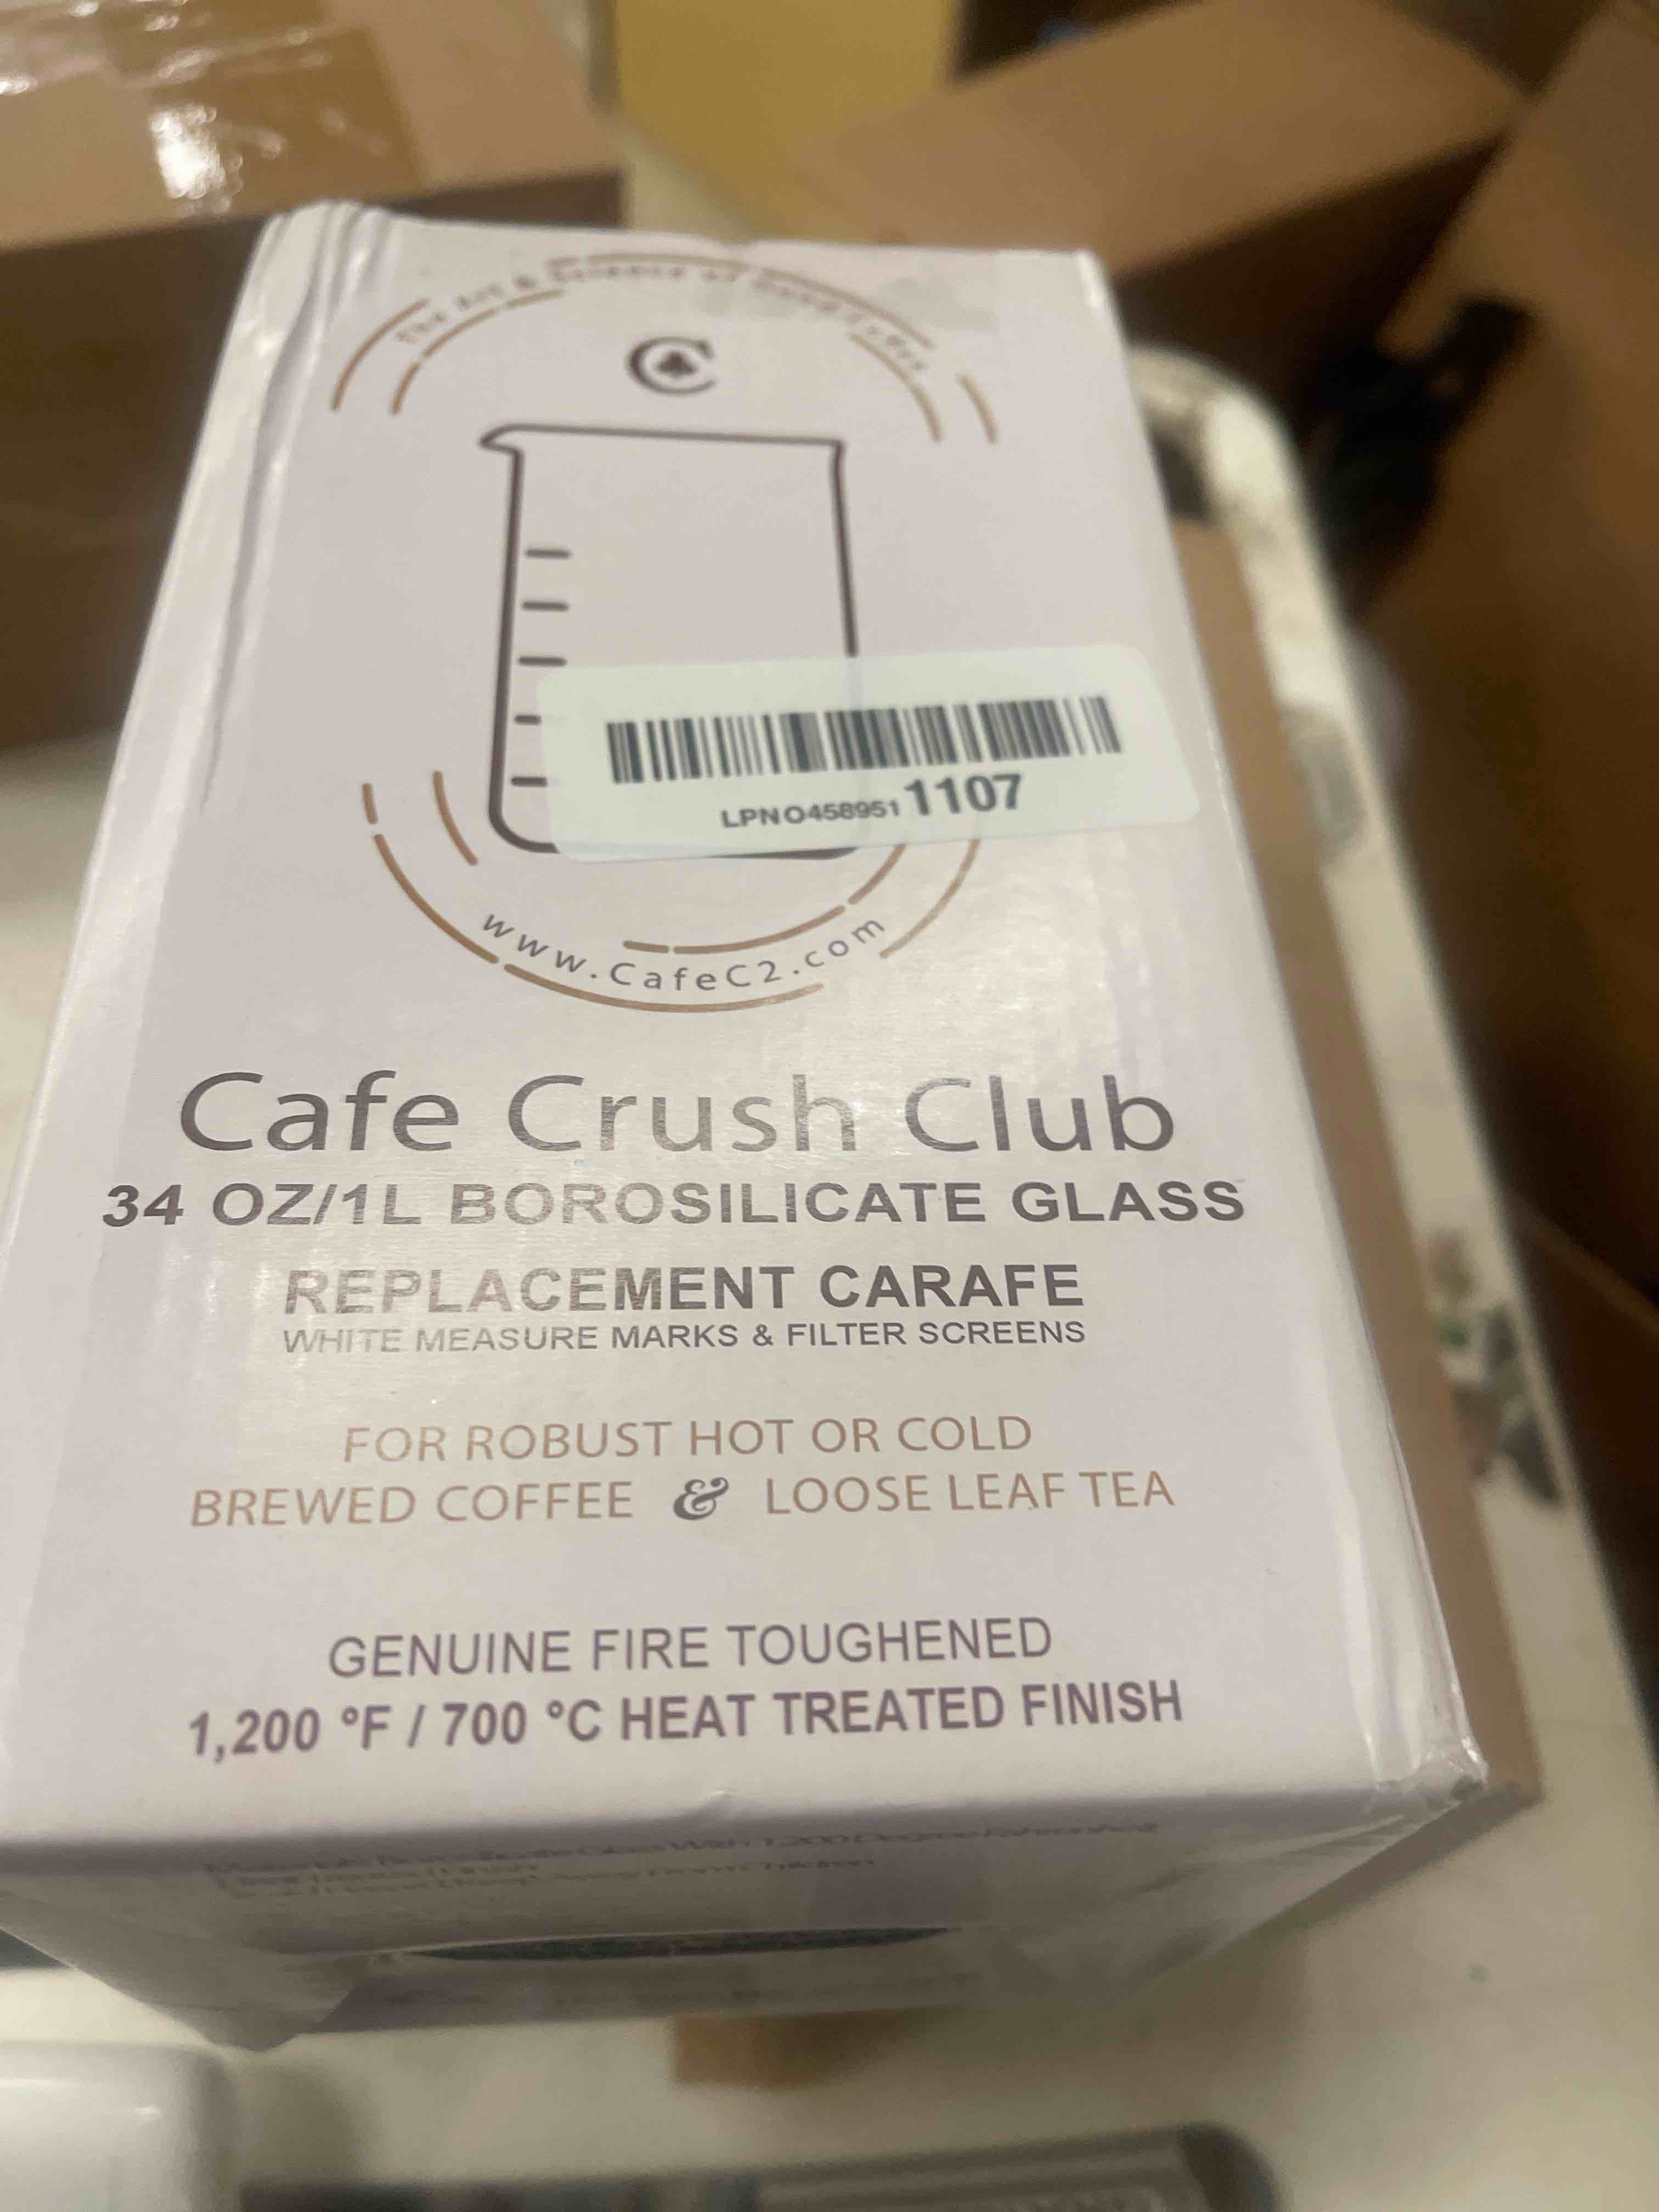 The Art & Science of
C
LPNO4589511107
www.CafeC2.com
Cafe Crush Club
34 OZ/1L BOROSILICATE GLASS
REPLACEMENT CARAFE
WHITE MEASURE MARKS & FILTER SCREENS
FOR ROBUST HOT OR COLD
BREWED COFFEE & LOOSE LEAF TEA
GENUINE FIRE TOUGHENED
1,200 °F / 700 °C HEAT TREATED FINISH